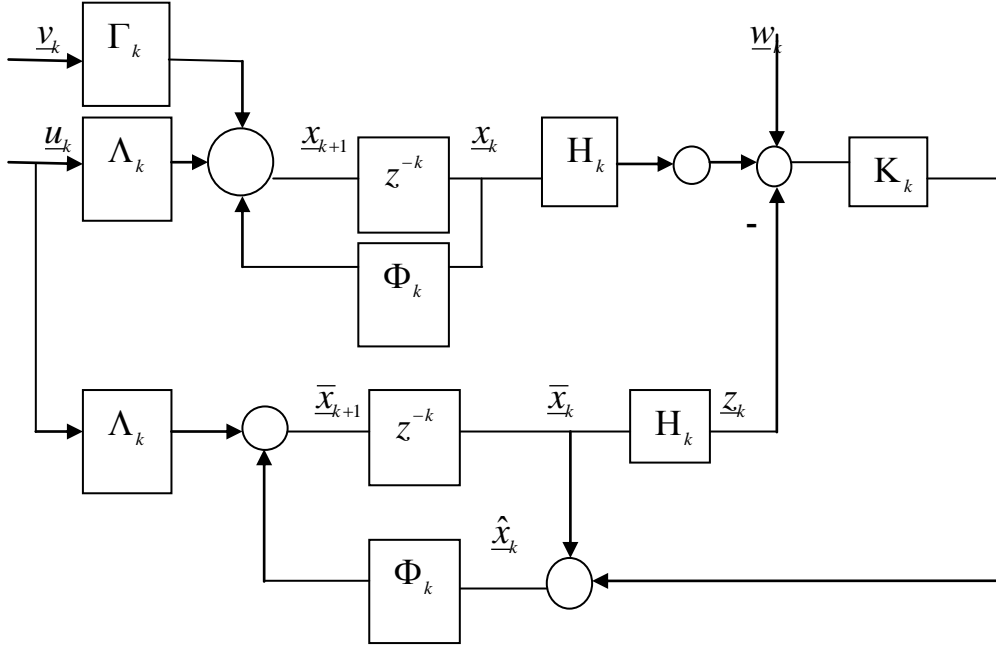 v_k
Γ_k
w_k
u_k
Λ_k
x_{k+1}
z^{-k}
x_k
H_k
K_k
-
Φ_k
Λ_k
x̅_{k+1}
z^{-k}
x̅_k
H_k
z_k
x̂_k
Φ_k